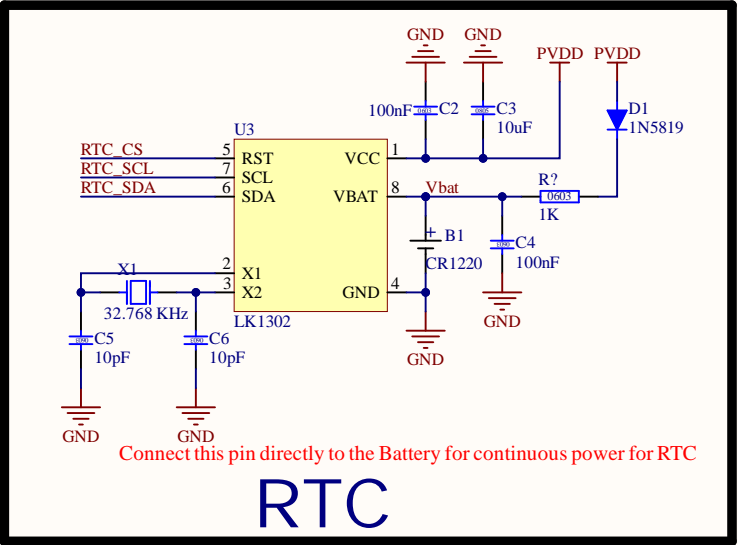 GND
GND
PVDD
PVDD
100nF
0603
C2
0805
C3
10uF
D1
1N5819
U3
RTC_CS
5
RST
VCC
1
RTC_SCL
7
SCL
RTC_SDA
6
SDA
VBAT
8
Vbat
R?
0603
1K
B1
CR1220
C4
100nF
X1
2
X1
3
X2
GND
4
32.768 KHz
LK1302
GND
GND
C5
10pF
C6
10pF
GND
GND
Connect this pin directly to the Battery for continuous power for RTC
RTC